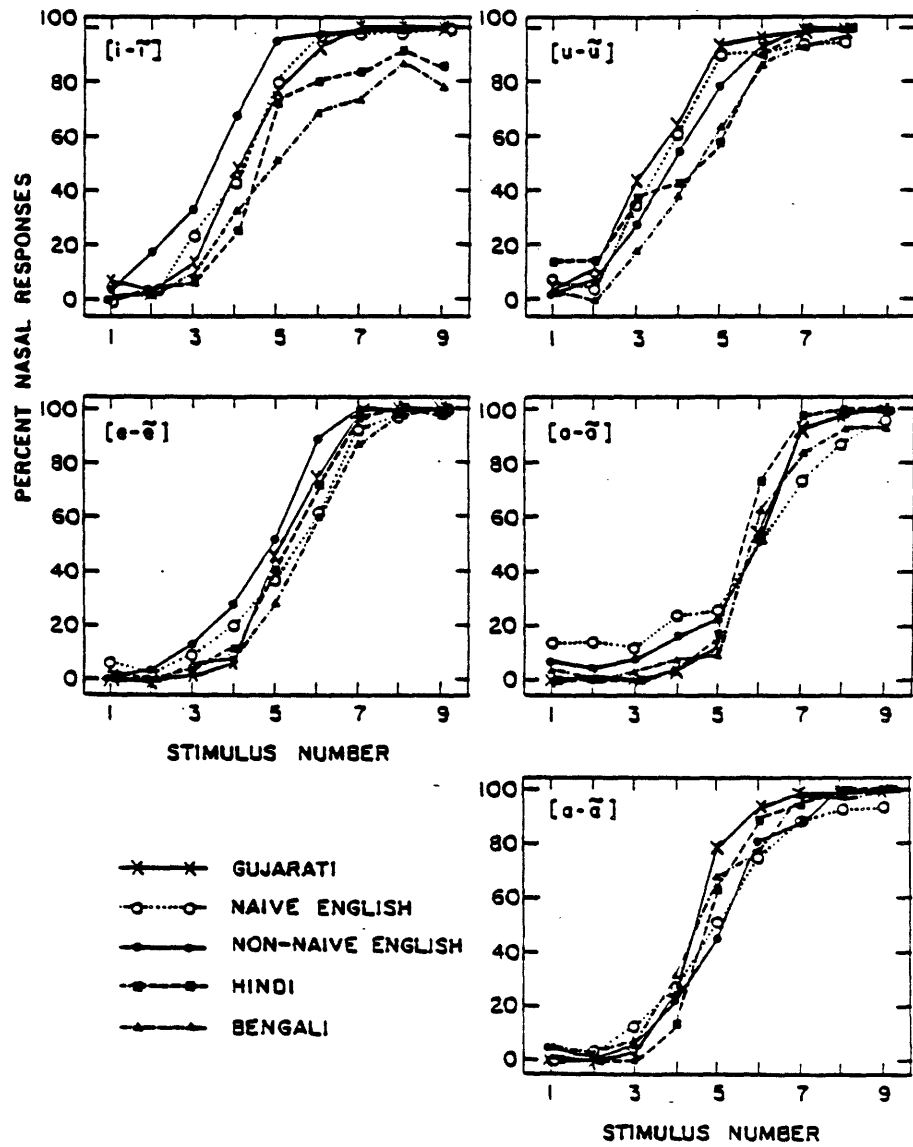 PERCENT NASAL RESPONSES
[i-ĩ]
100
80
60
40
20
0
1 3 5 7 9
[u-ũ]
100
80
60
40
20
0
1 3 5 7 9
[e-ẽ]
100
80
60
40
20
0
1 3 5 7 9
STIMULUS NUMBER
[o-õ]
100
80
60
40
20
0
1 3 5 7 9
[a-ã]
100
80
60
40
20
0
1 3 5 7 9
STIMULUS NUMBER
GUJARATI
NAIVE ENGLISH
NON-NAIVE ENGLISH
HINDI
BENGALI